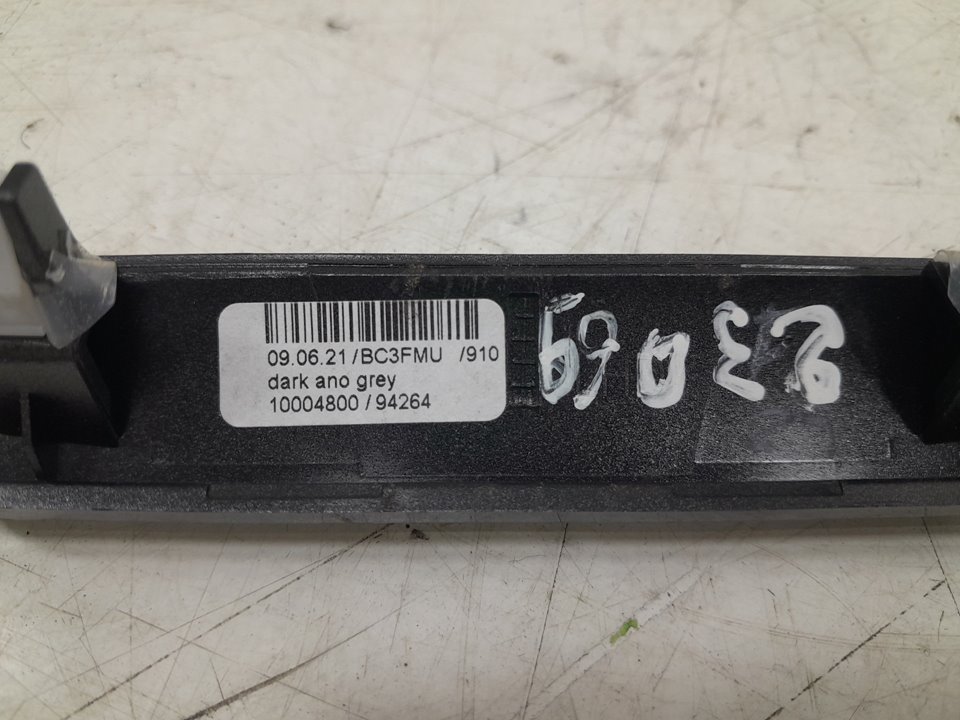 09.06.21 /BC3FMU /910
dark ano grey
10004800 / 94264